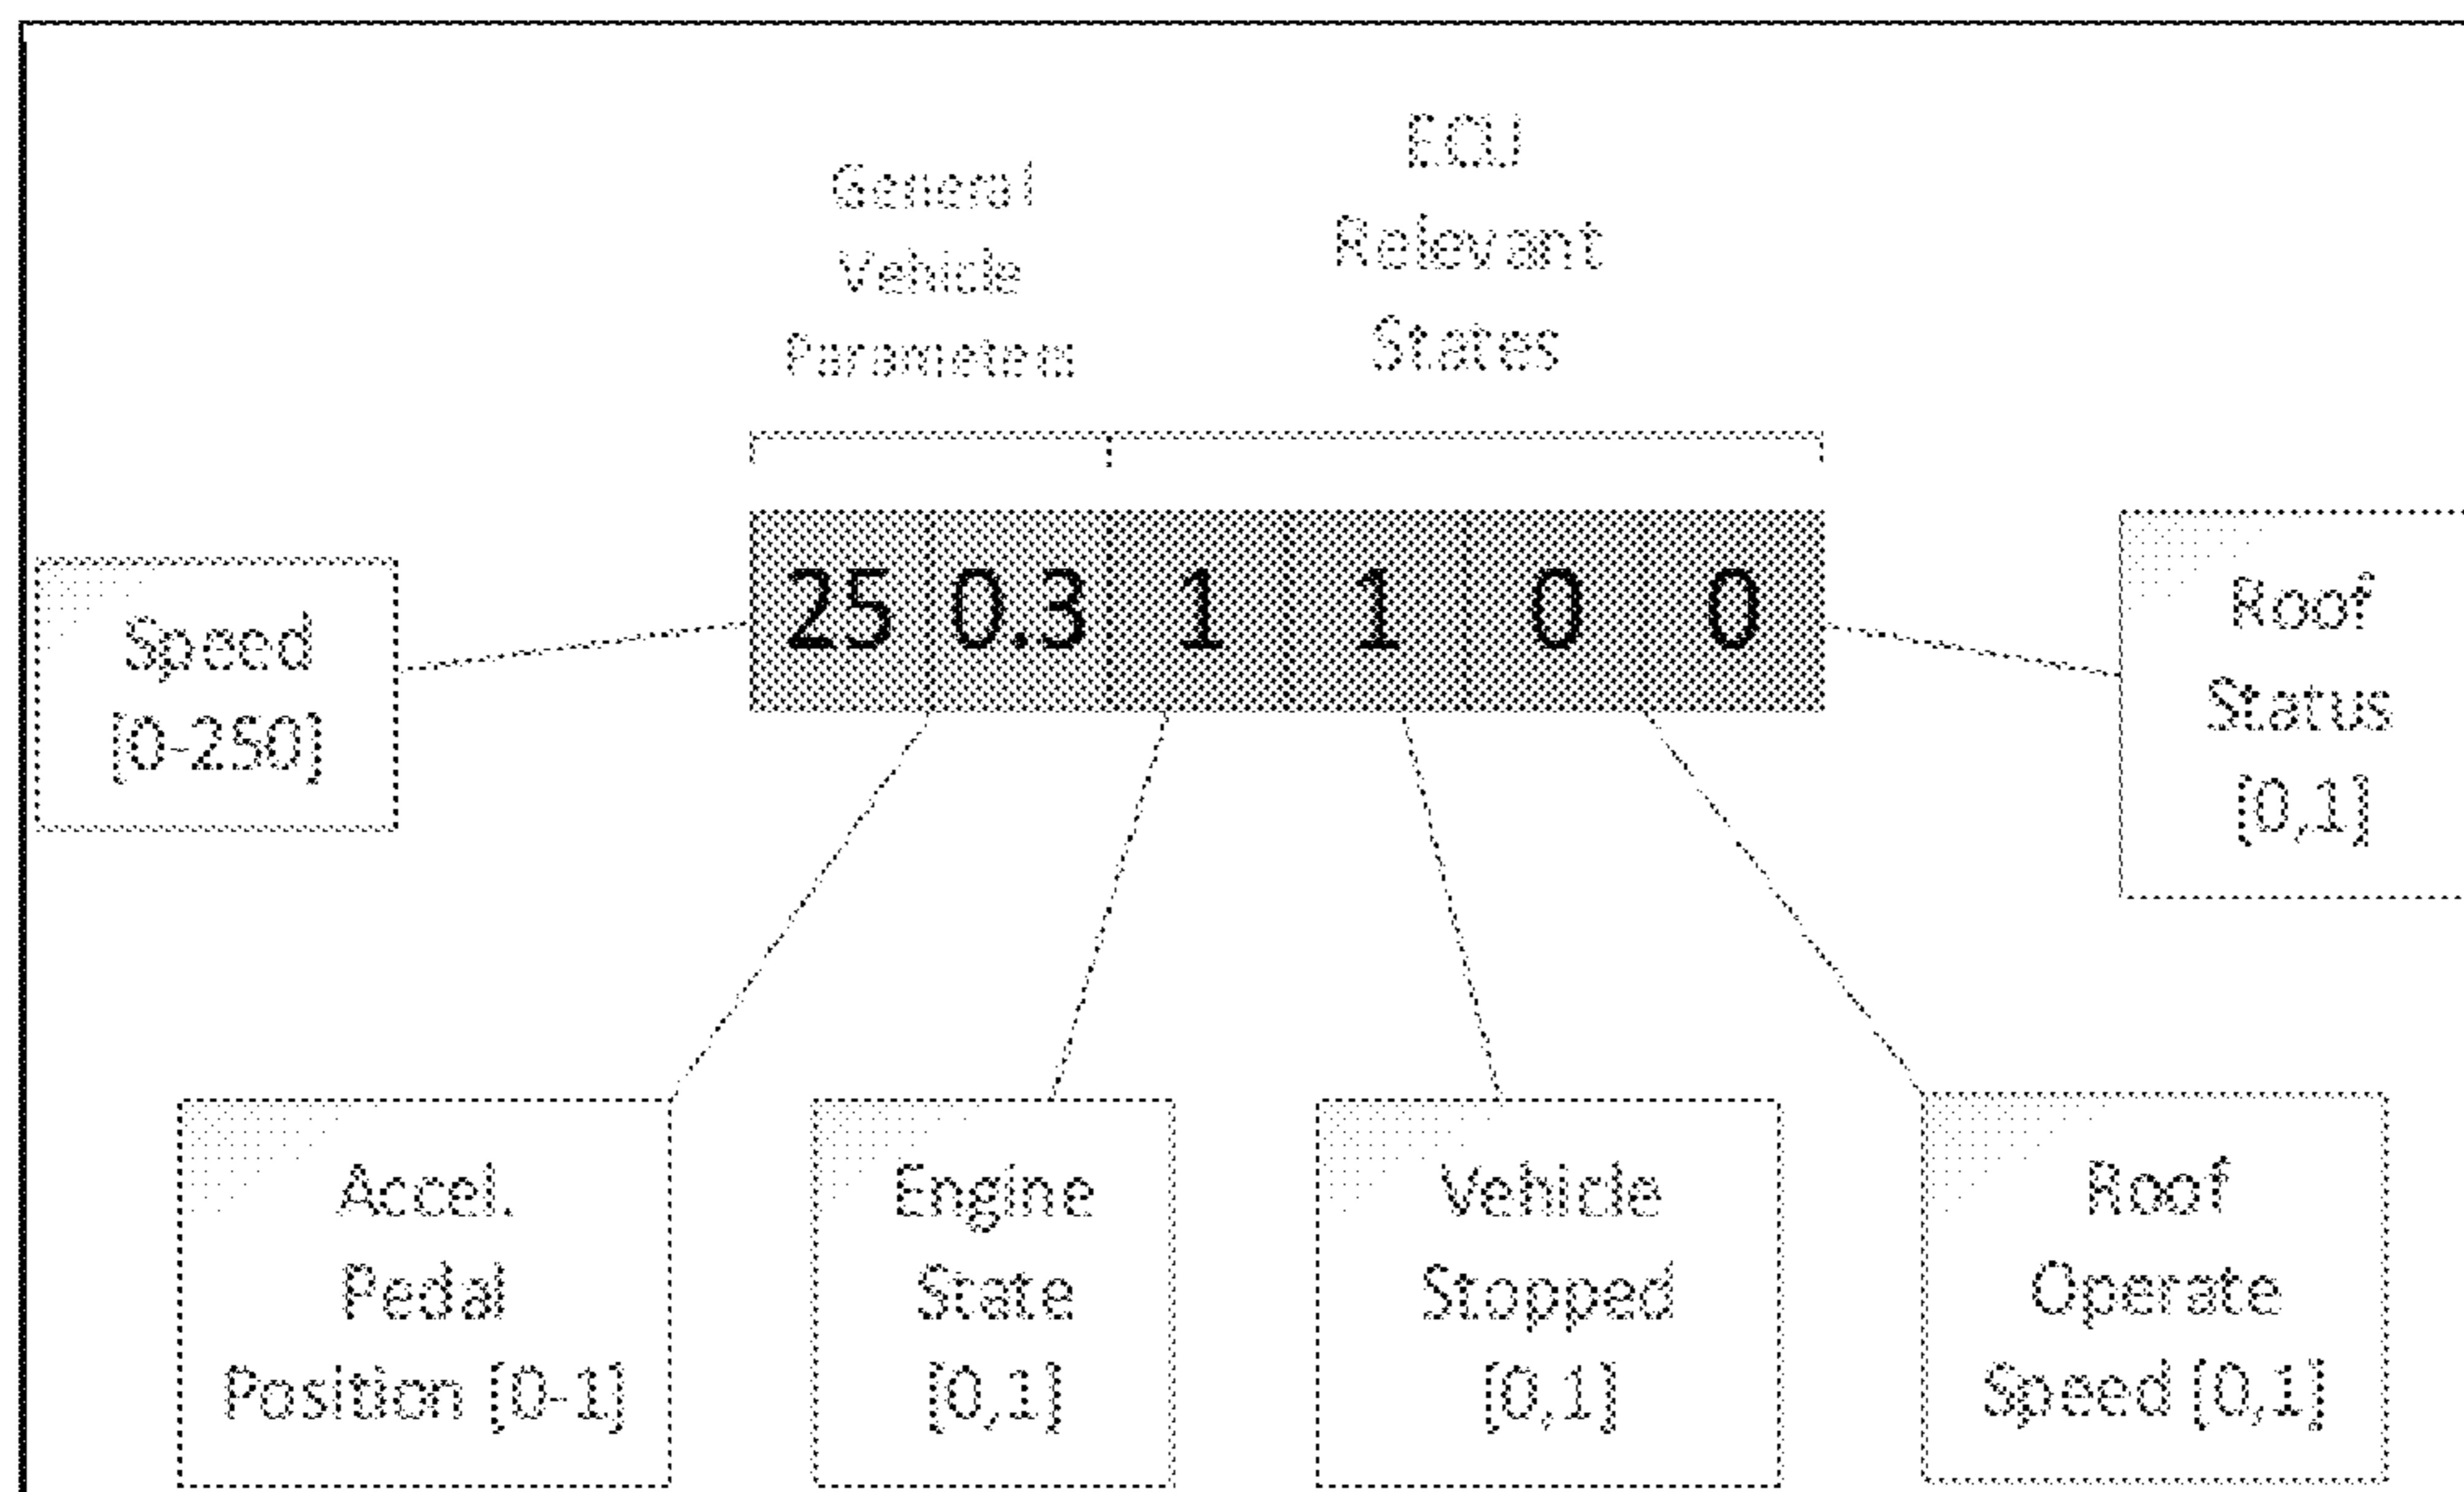 General
Vehicle
Parameters
ECU
Relevant
States
25 0.3 1 1 0 0
Speed
[0-250]
Roof
Status
[0,1]
Accel.
Pedal
Position [0-1]
Engine
State
[0,1]
Vehicle
Stopped
[0,1]
Roof
Operate
Speed [0,1]